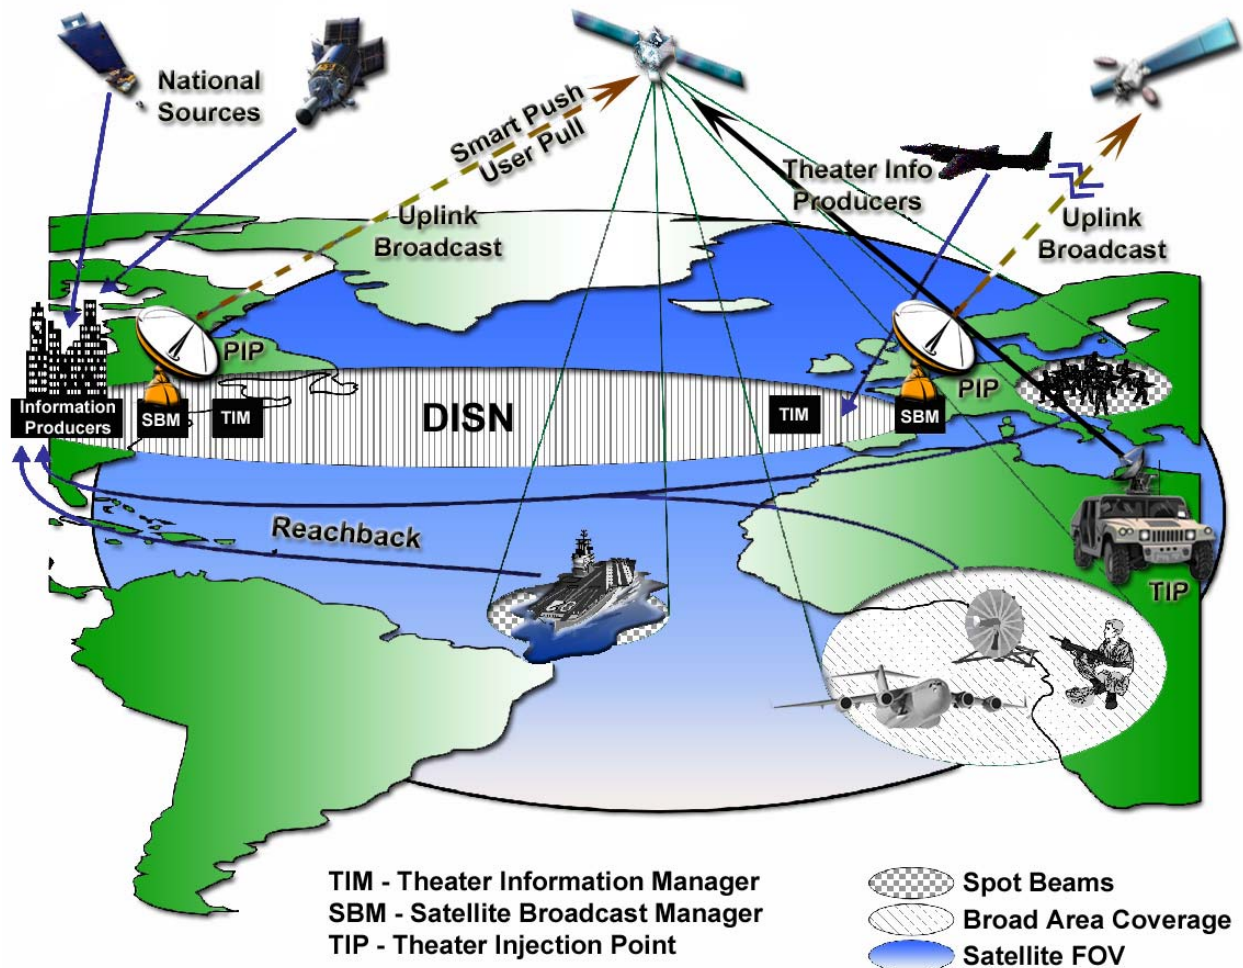 National
Sources
Smart Push
User Pull
Theater Info
Producers
Uplink
Broadcast
Uplink
Broadcast
PIP
PIP
Information
Producers
SBM
TIM
DISN
TIM
SBM
Reachback
TIP
TIM - Theater Information Manager
SBM - Satellite Broadcast Manager
TIP - Theater Injection Point
Spot Beams
Broad Area Coverage
Satellite FOV